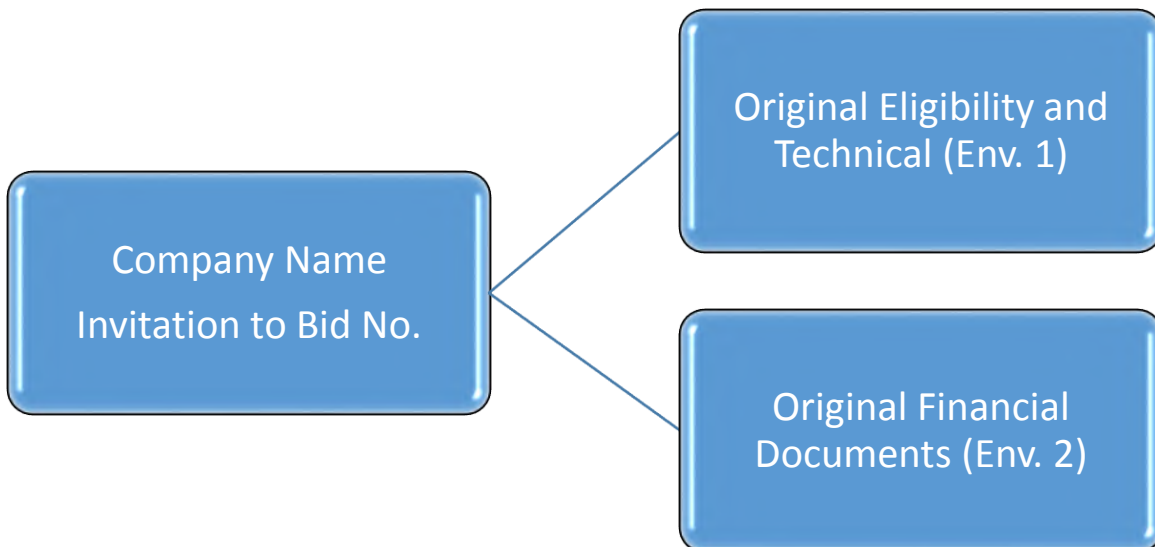 Company Name
Invitation to Bid No.
Original Eligibility and
Technical (Env. 1)
Original Financial
Documents (Env. 2)